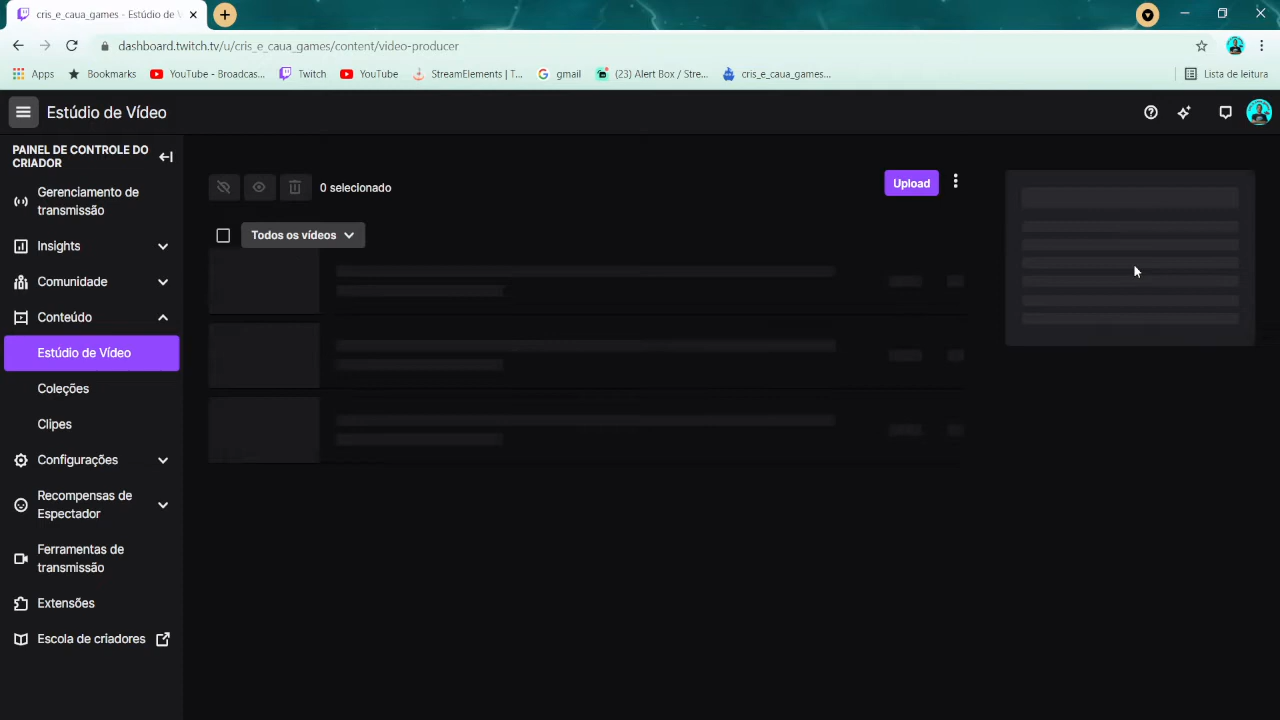 cris_e_caua_games - Estúdio de V
dashboard.twitch.tv/u/cris_e_caua_games/content/video-producer
Apps
Bookmarks
YouTube - Broadcas...
Twitch
YouTube
StreamElements | T...
gmail
(23) Alert Box / Stre...
cris_e_caua_games...
Lista de leitura
Estúdio de Vídeo
PAINEL DE CONTROLE DO
CRIADOR
Gerenciamento de
transmissão
Insights
Comunidade
Conteúdo
Estúdio de Vídeo
Coleções
Clipes
Configurações
Recompensas de
Espectador
Ferramentas de
transmissão
Extensões
Escola de criadores
0 selecionado
Upload
Todos os vídeos